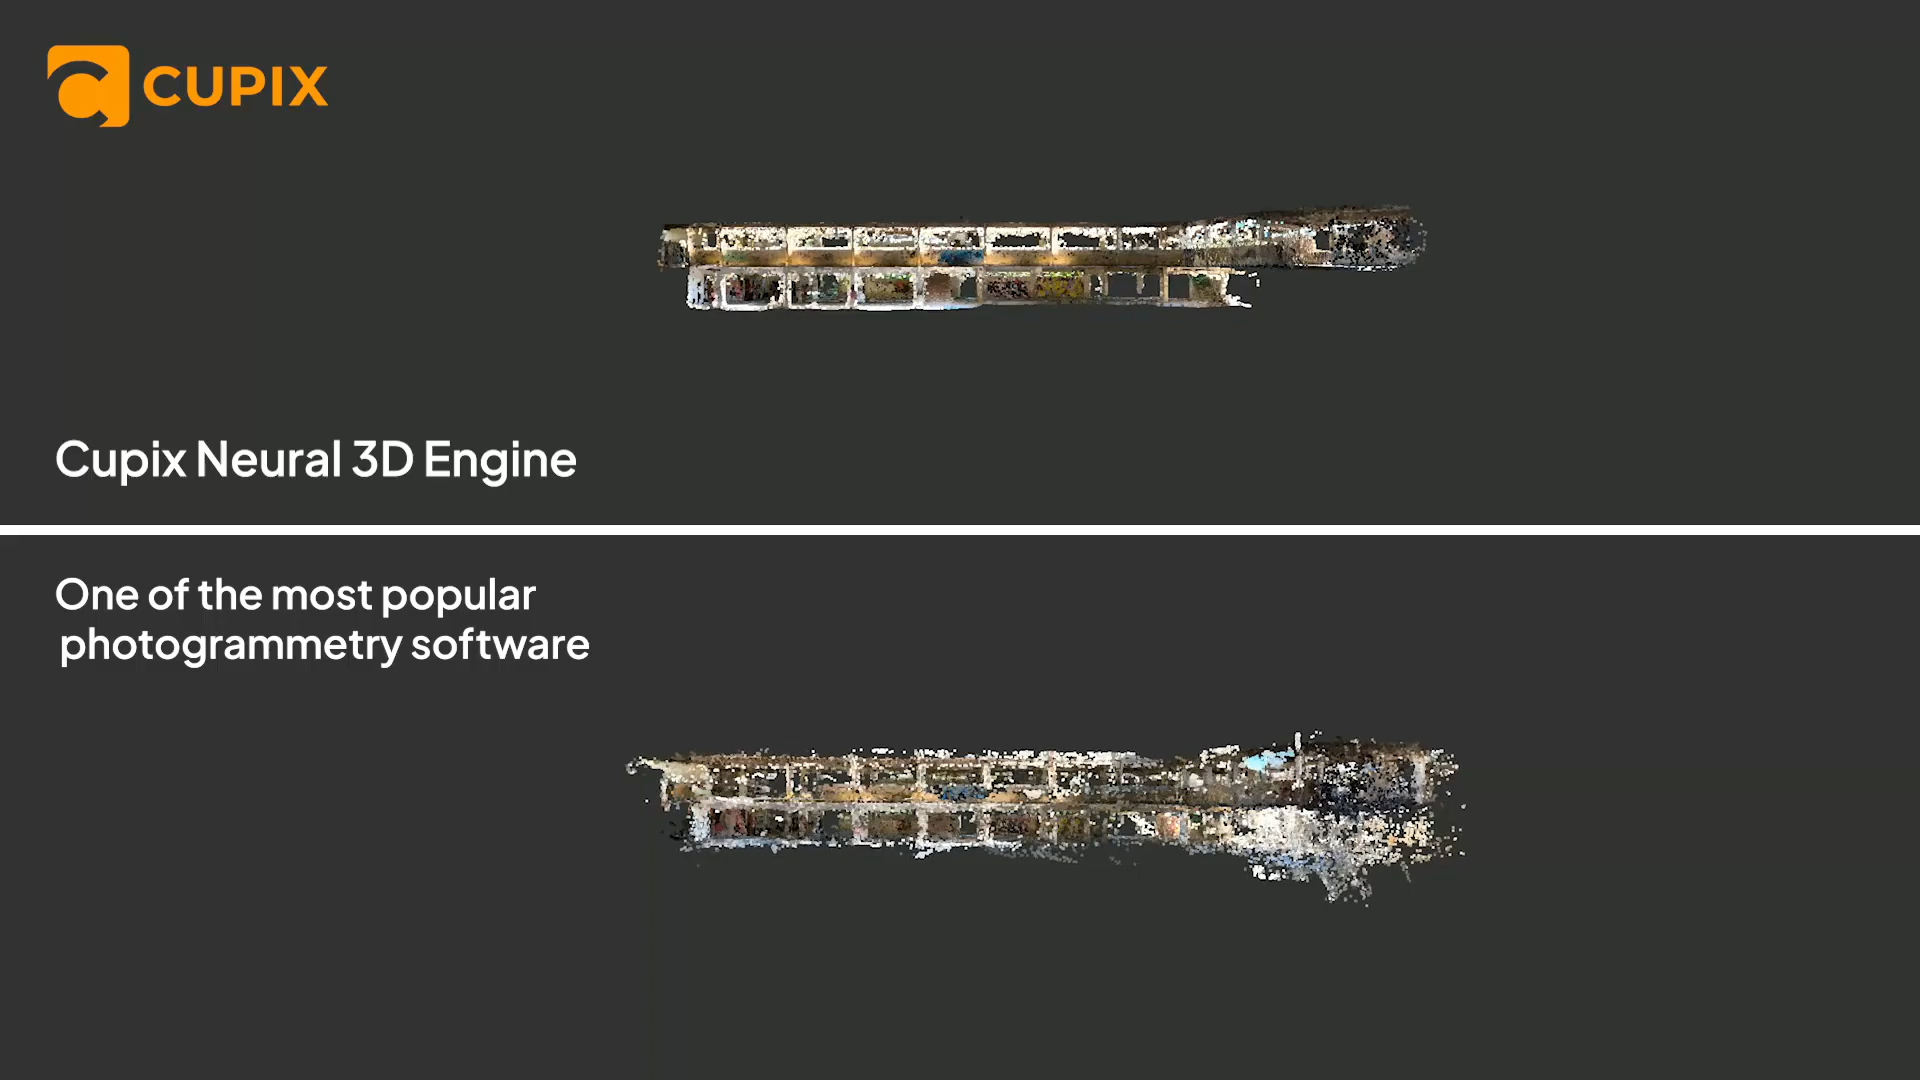 CUPIX
Cupix Neural 3D Engine
One of the most popular
photogrammetry software